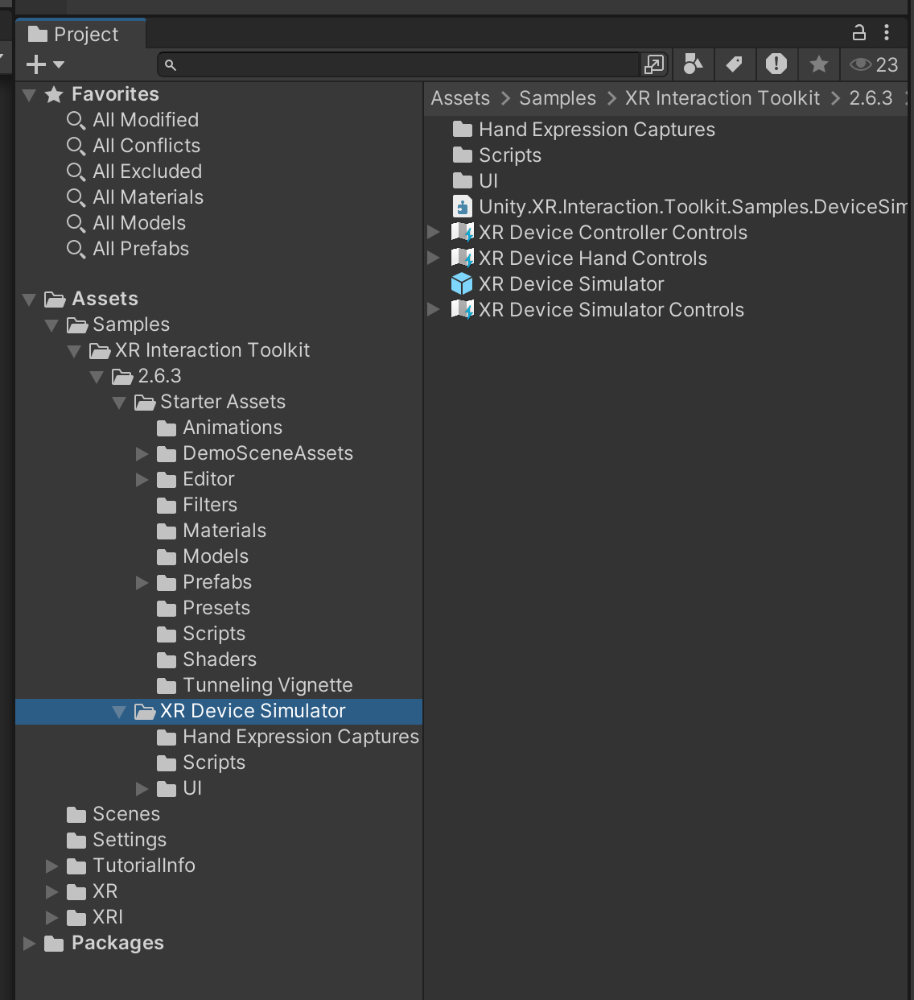 Project
23
Favorites
All Modified
All Conflicts
All Excluded
All Materials
All Models
All Prefabs
Assets
Samples
XR Interaction Toolkit
2.6.3
Starter Assets
Animations
DemoSceneAssets
Editor
Filters
Materials
Models
Prefabs
Presets
Scripts
Shaders
Tunneling Vignette
XR Device Simulator
Hand Expression Captures
Scripts
UI
Scenes
Settings
TutorialInfo
XR
XRI
Packages
Assets > Samples > XR Interaction Toolkit > 2.6.3
Hand Expression Captures
Scripts
UI
Unity.XR.Interaction.Toolkit.Samples.DeviceSim
XR Device Controller Controls
XR Device Hand Controls
XR Device Simulator
XR Device Simulator Controls